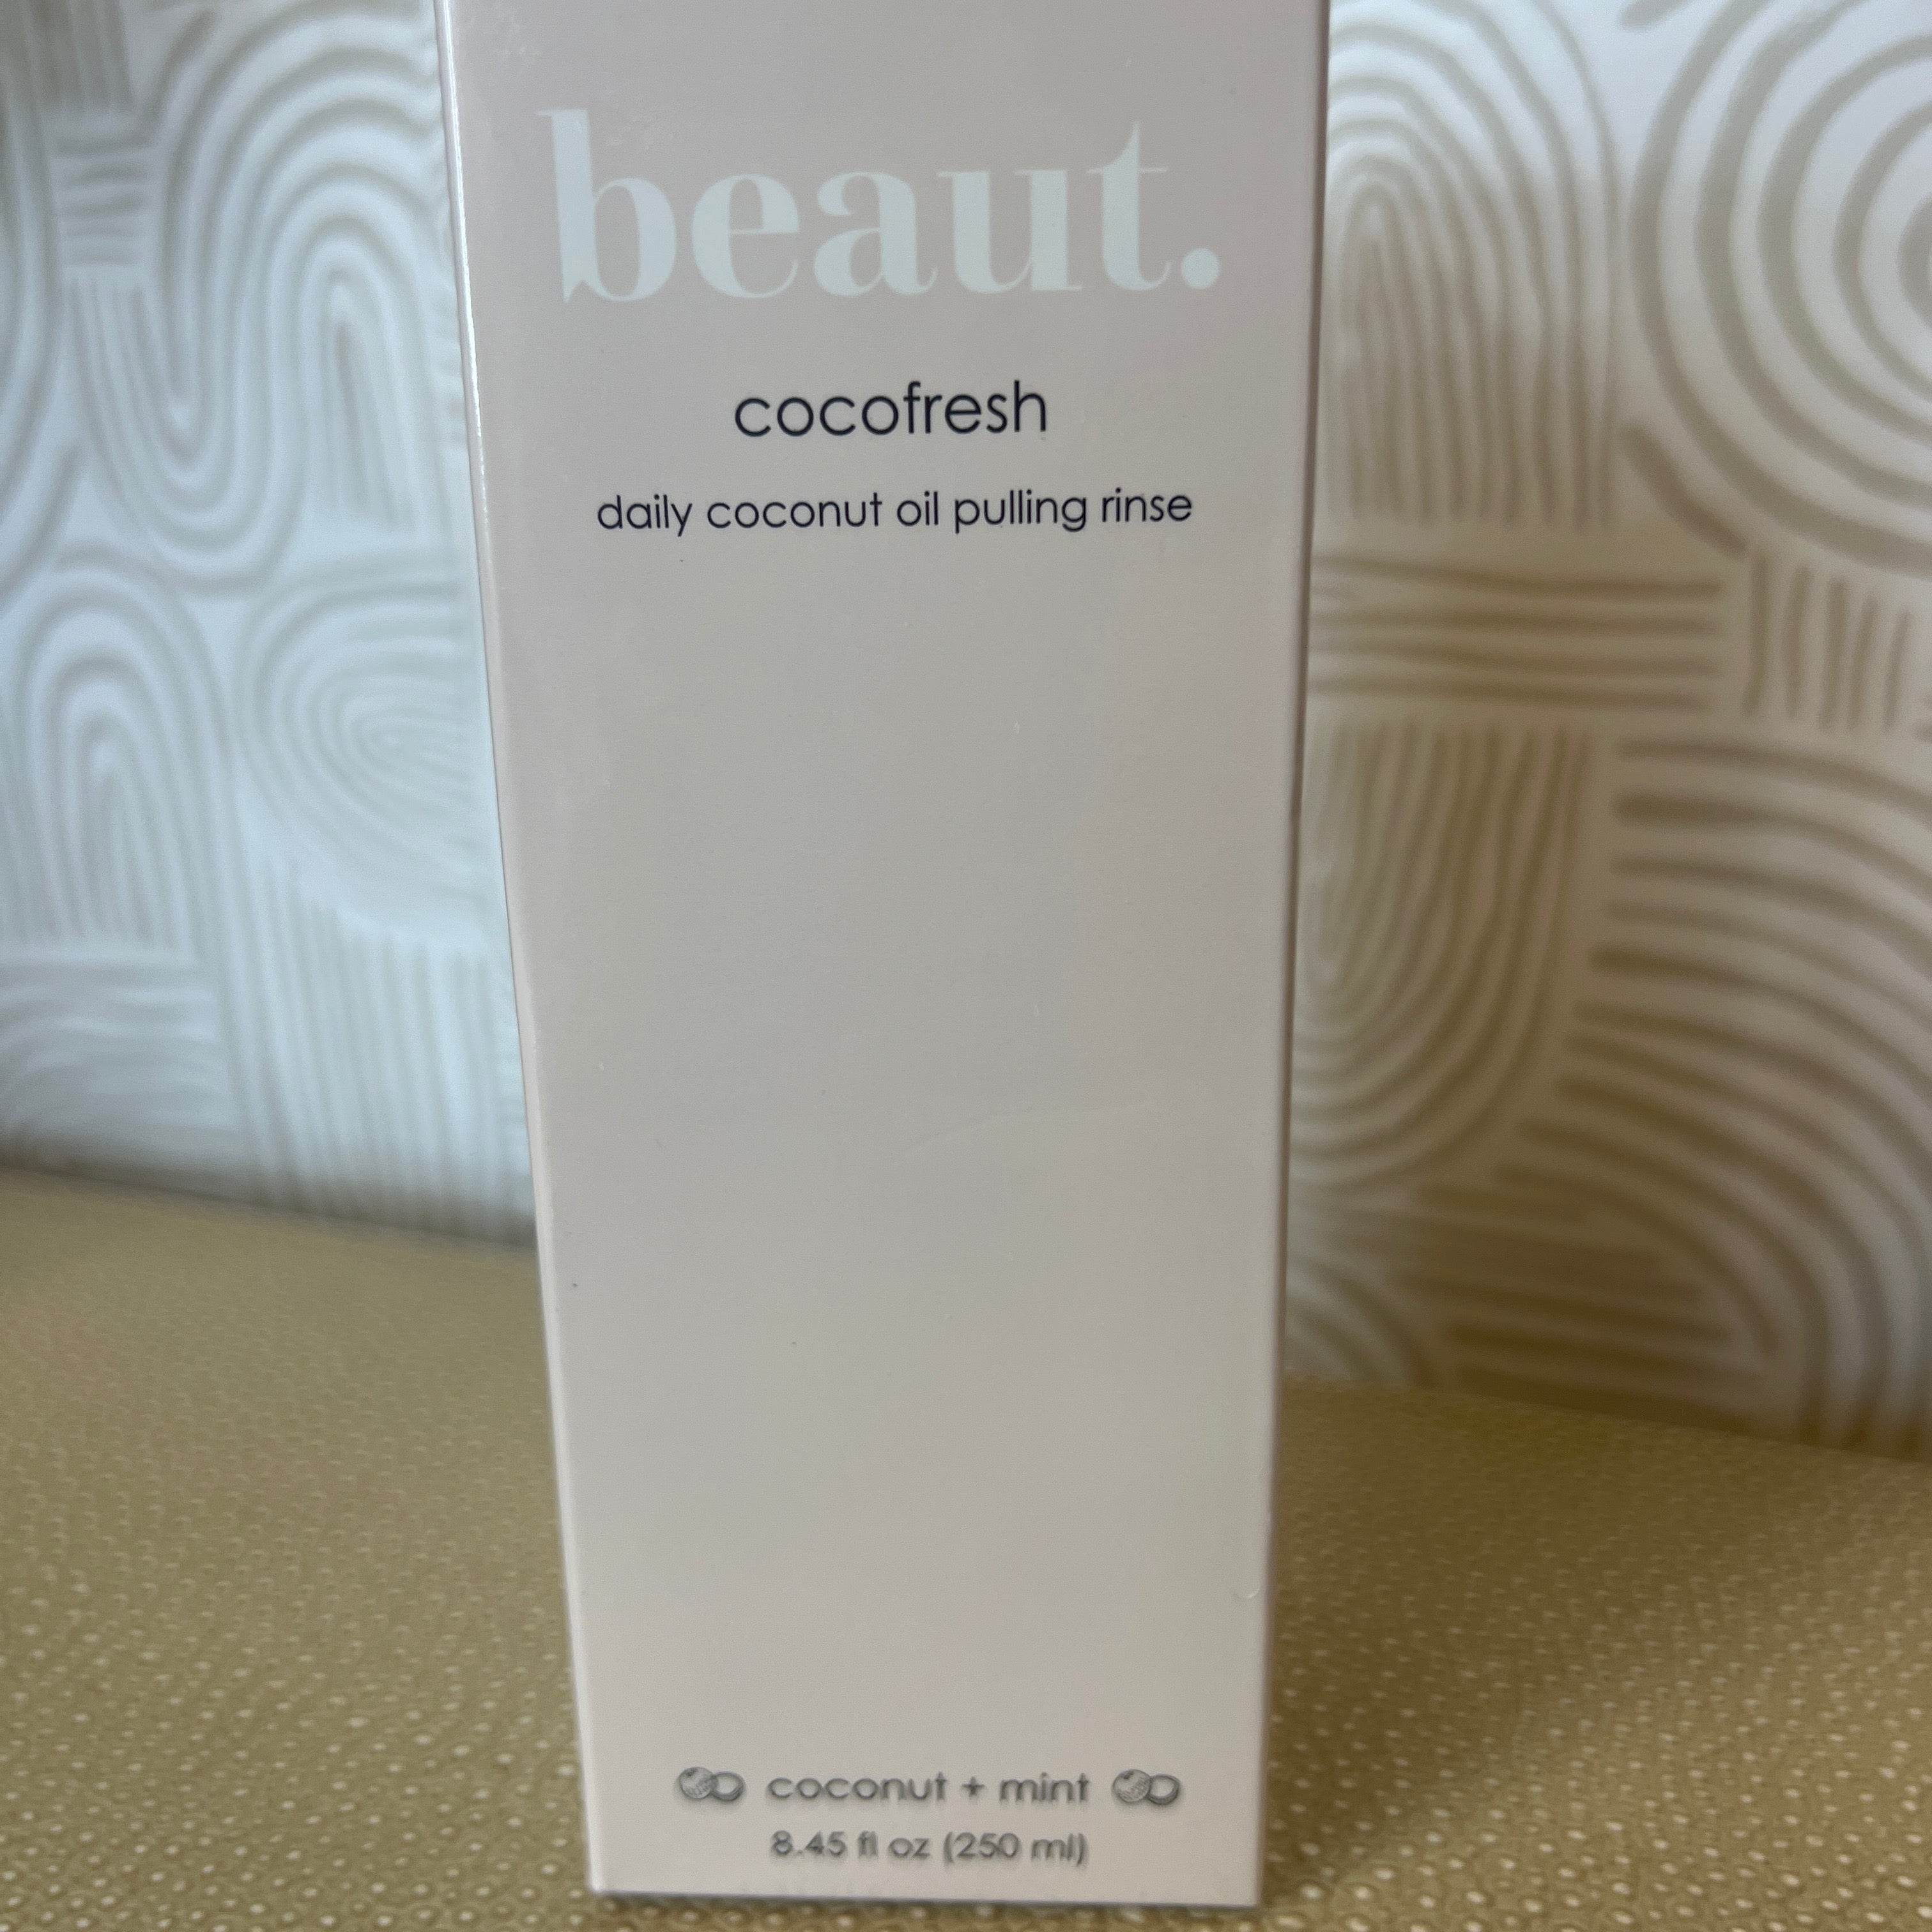 beaut.
cocofresh
daily coconut oil pulling rinse
coconut + mint
8.45 fl oz (250 ml)